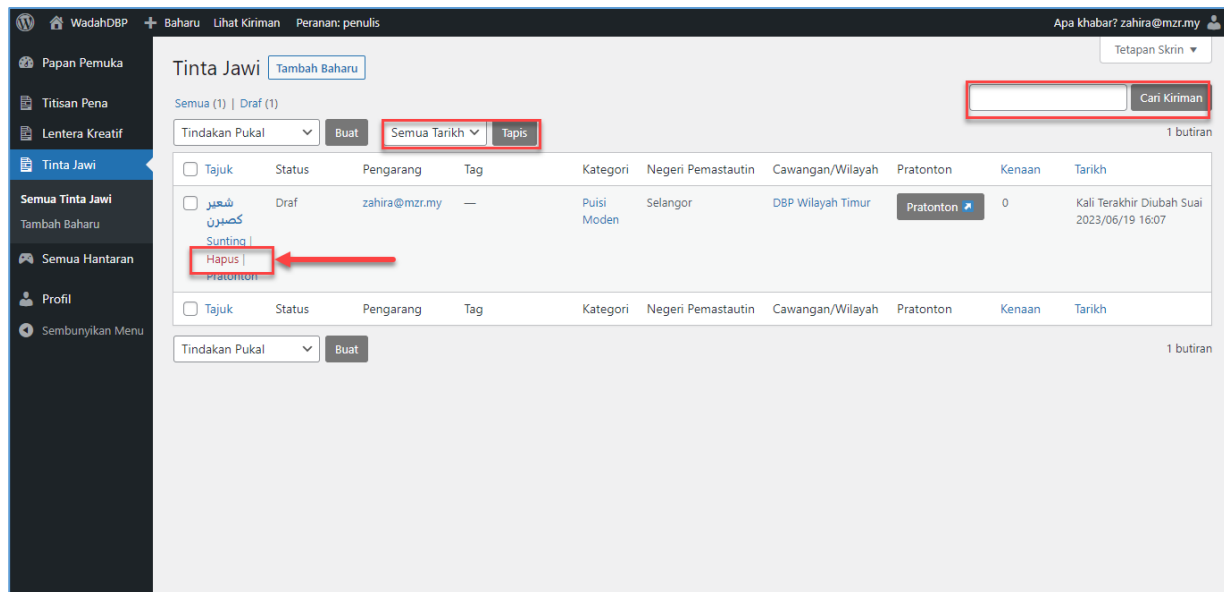 WadahDBP Baharu Lihat Kiriman Peranan: penulis Apa khabar? zahira@mzr.my
Tetapan Skrin ▼
Papan Pemuka
Titisan Pena
Lentera Kreatif
Tinta Jawi
Semua Tinta Jawi
Tambah Baharu
Semua Hantaran
Profil
Sembunyikan Menu
Tinta Jawi Tambah Baharu
Semua (1) | Draf (1)
Cari Kiriman
Tindakan Pukal Buat Semua Tarikh Tapis 1 butiran
Tajuk Status Pengarang Tag Kategori Negeri Pemastautin Cawangan/Wilayah Pratonton Kenaan Tarikh
شعير Draf zahira@mzr.my — Puisi Selangor DBP Wilayah Timur Pratonton 0 Kali Terakhir Diubah Suai
كصبرن Moden 2023/06/19 16:07
Sunting |
Hapus |
Pratonton
Tajuk Status Pengarang Tag Kategori Negeri Pemastautin Cawangan/Wilayah Pratonton Kenaan Tarikh
Tindakan Pukal Buat 1 butiran